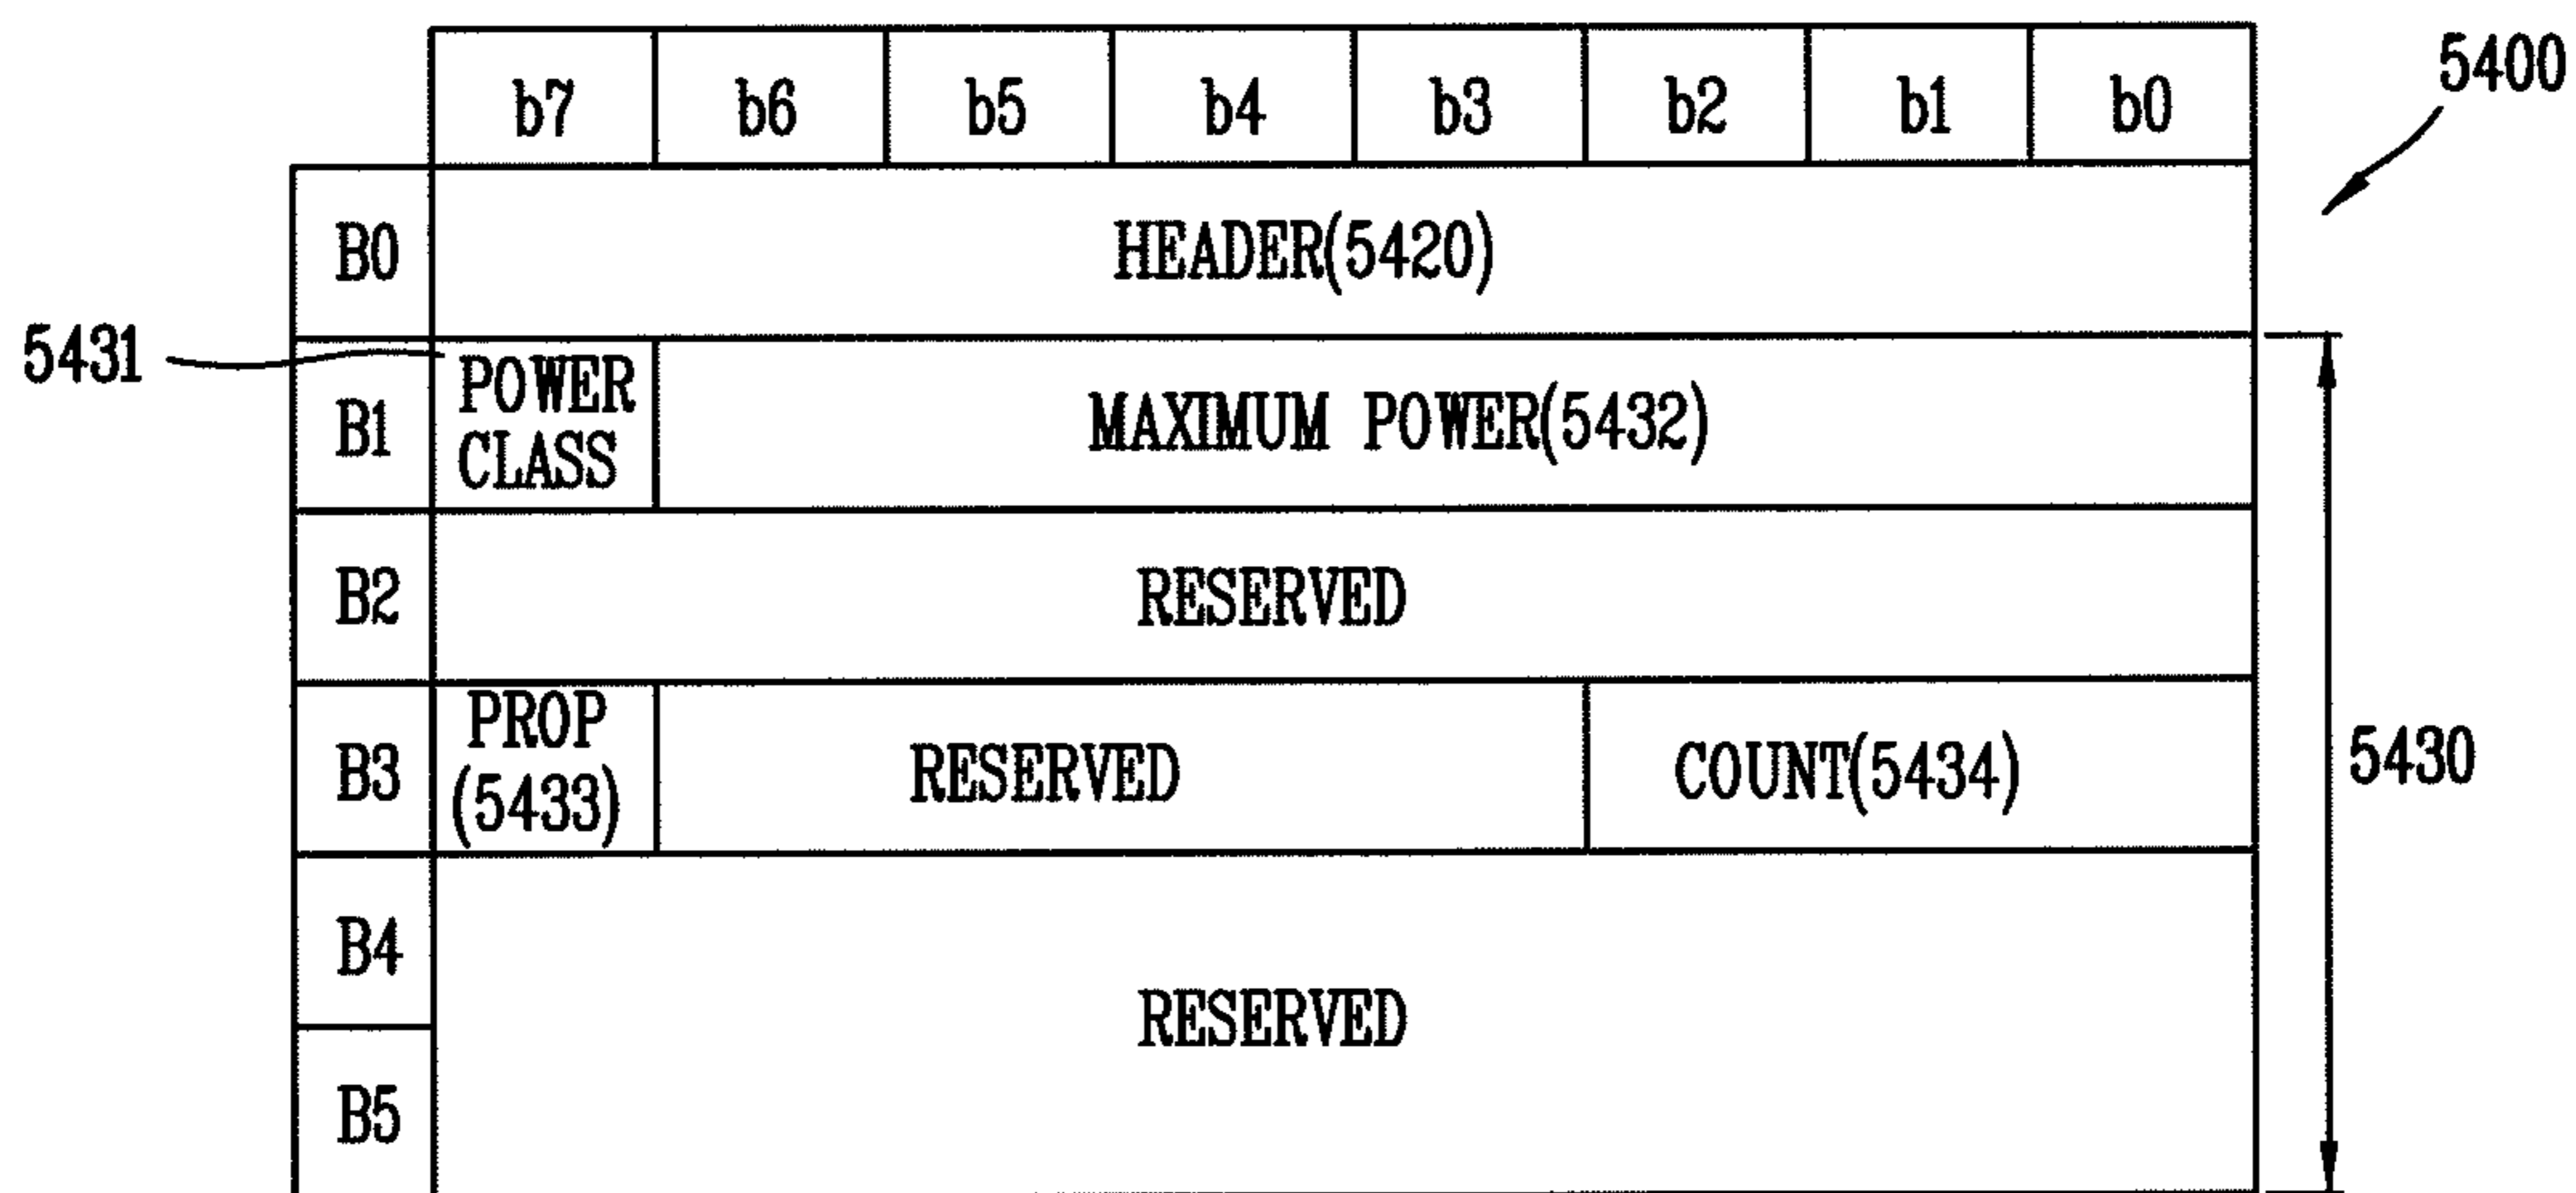 b7 b6 b5 b4 b3 b2 b1 b0
5400
B0 HEADER(5420)
5431
B1 POWER CLASS MAXIMUM POWER(5432)
B2 RESERVED
B3 PROP (5433) RESERVED COUNT(5434)
5430
B4
RESERVED
B5